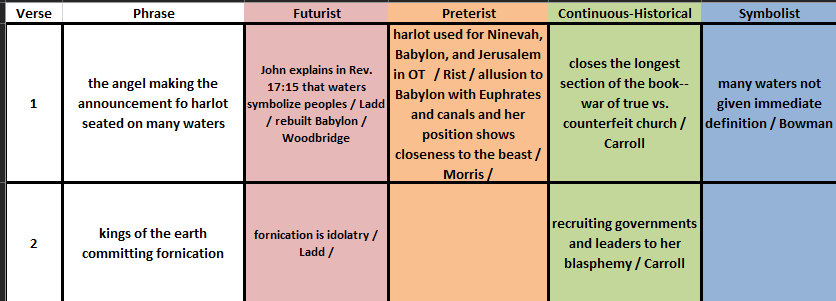 Verse Phrase Futurist Preterist Continuous-Historical Symbolist
1
the angel making the
announcement fo harlot
seated on many waters
John explains in Rev.
17:15 that waters
symbolize peoples / Ladd
/ rebuilt Babylon /
Woodbridge
harlot used for Ninevah,
Babylon, and Jerusalem
in OT / Rist / allusion to
Babylon with Euphrates
and canals and her
position shows
closeness to the beast /
Morris /
closes the longest
section of the book--
war of true vs.
counterfeit church /
Carroll
many waters not
given immediate
definition / Bowman
2
kings of the earth
committing fornication
fornication is idolatry /
Ladd /
recruiting governments
and leaders to her
blasphemy / Carroll